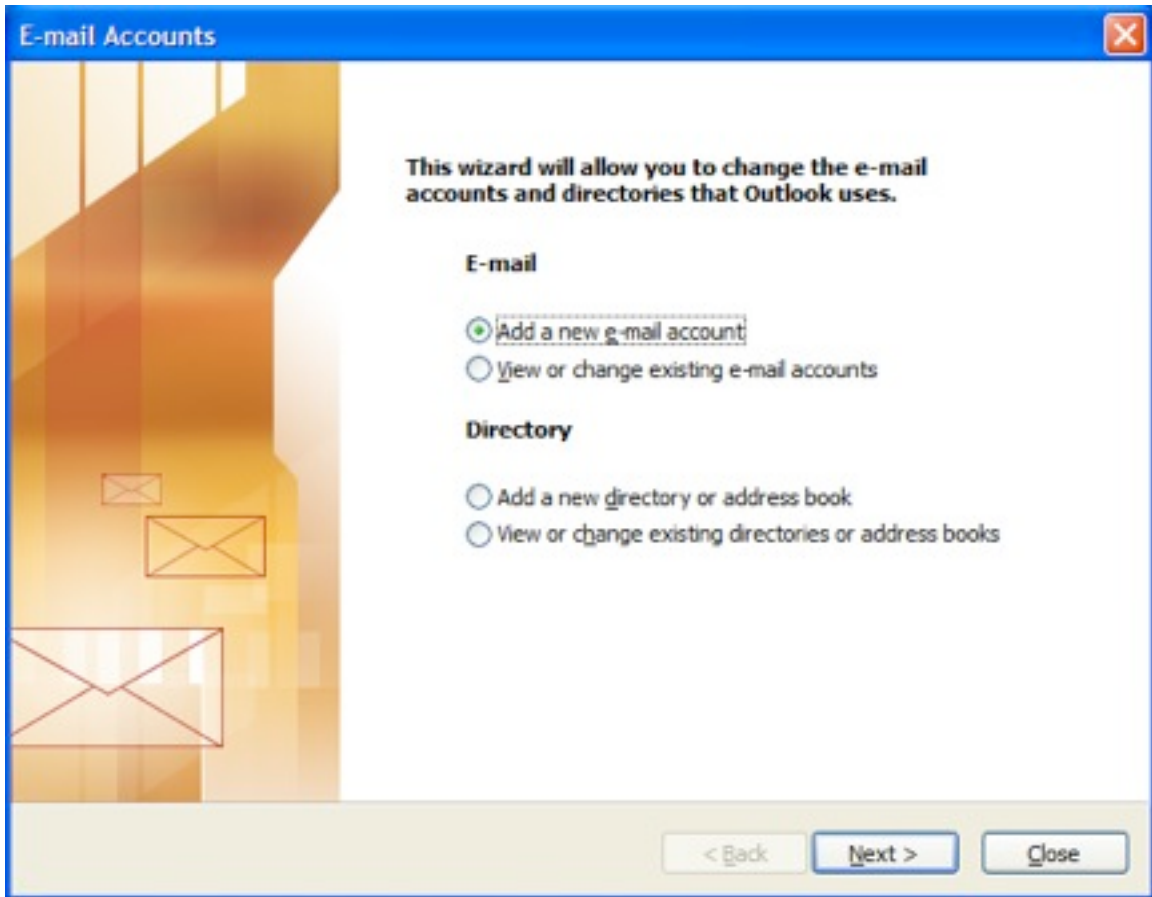 E-mail Accounts
This wizard will allow you to change the e-mail
accounts and directories that Outlook uses.
E-mail
Add a new e-mail account
View or change existing e-mail accounts
Directory
Add a new directory or address book
View or change existing directories or address books
< Back Next > Close